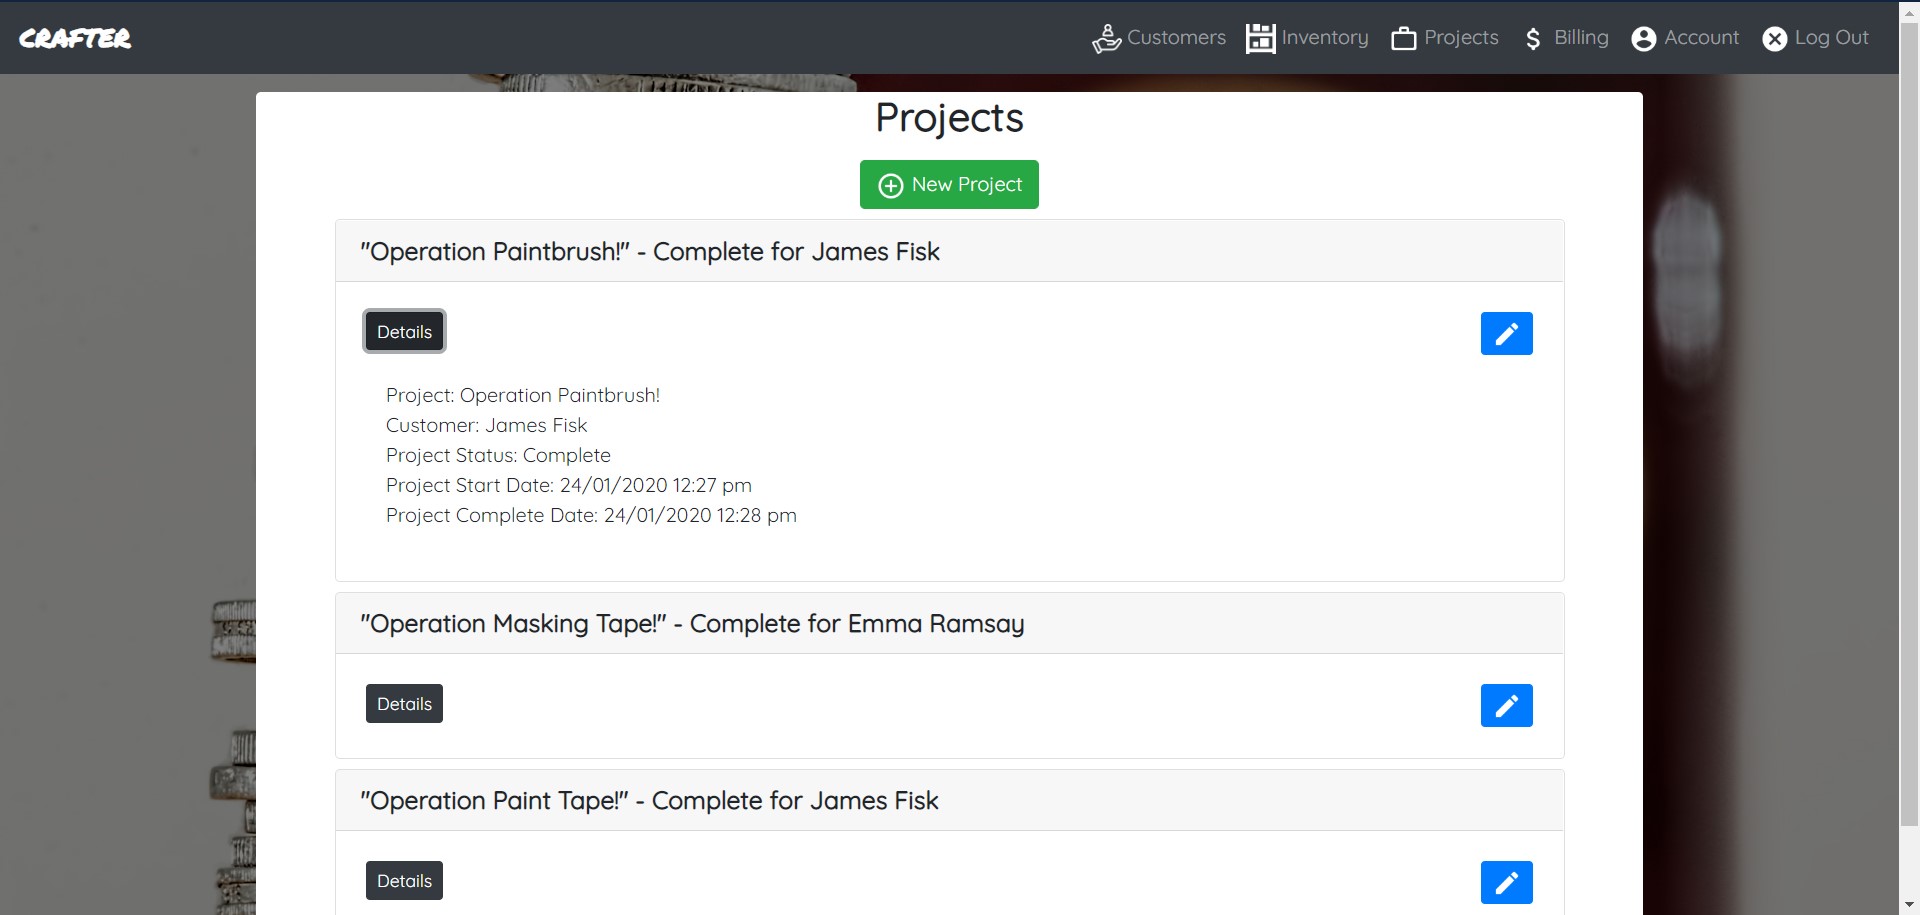 CRAFTER
Customers
Inventory
Projects
$ Billing
Account
Log Out
Projects
New Project
"Operation Paintbrush!" - Complete for James Fisk
Details
Project: Operation Paintbrush!
Customer: James Fisk
Project Status: Complete
Project Start Date: 24/01/2020 12:27 pm
Project Complete Date: 24/01/2020 12:28 pm
"Operation Masking Tape!" - Complete for Emma Ramsay
Details
"Operation Paint Tape!" - Complete for James Fisk
Details